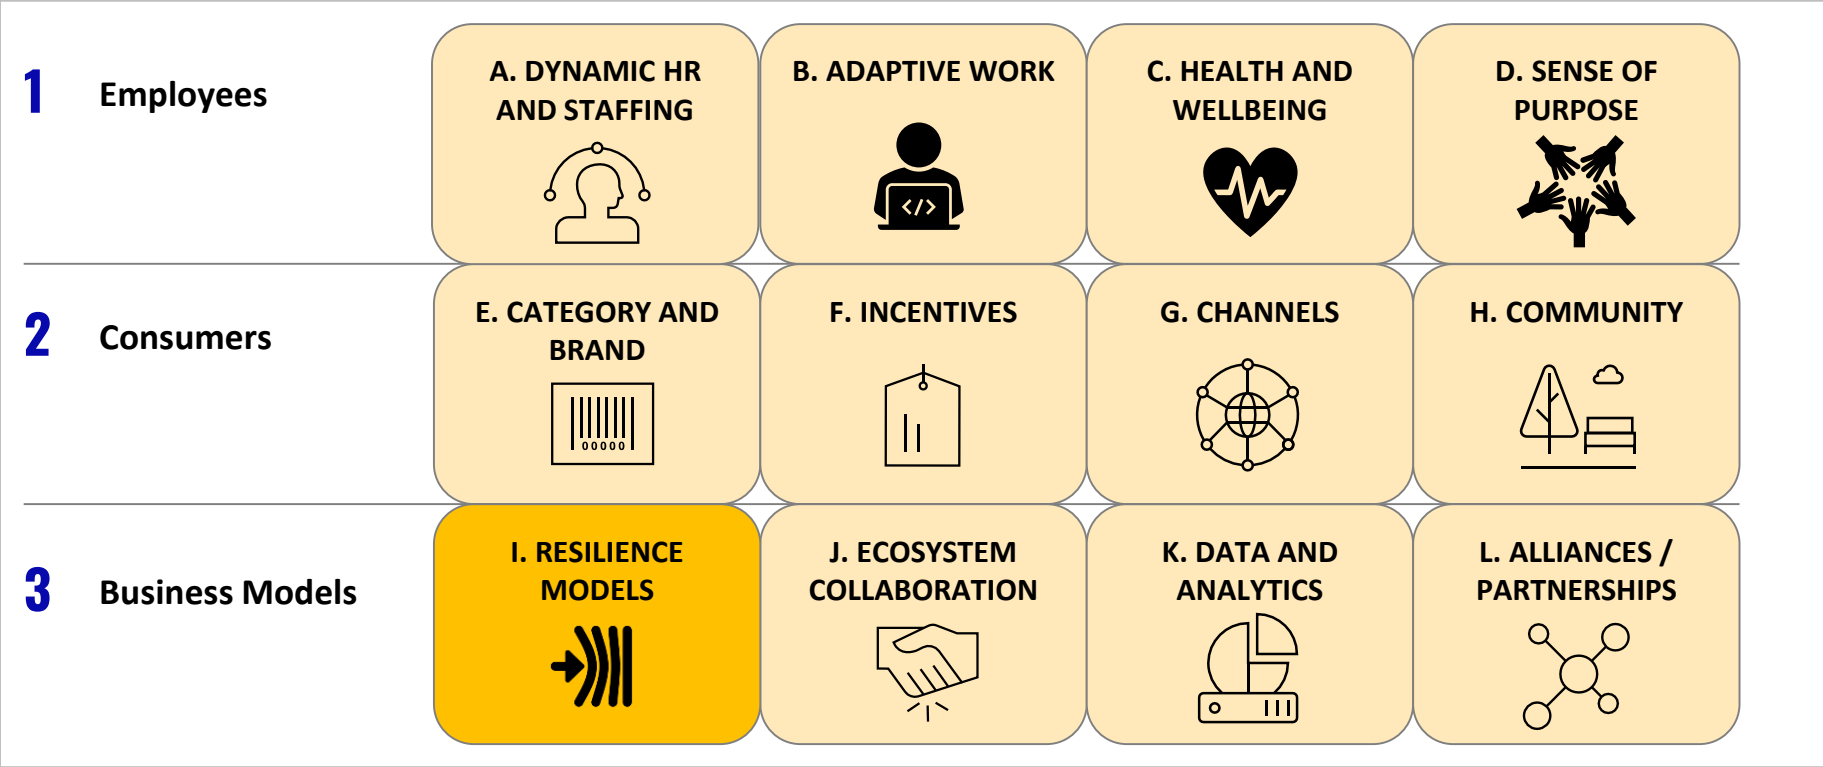 1
Employees
A. DYNAMIC HR
AND STAFFING
B. ADAPTIVE WORK
</>
C. HEALTH AND
WELLBEING
D. SENSE OF
PURPOSE
2
Consumers
E. CATEGORY AND
BRAND
00000
F. INCENTIVES
G. CHANNELS
H. COMMUNITY
3
Business Models
I. RESILIENCE
MODELS
J. ECOSYSTEM
COLLABORATION
K. DATA AND
ANALYTICS
L. ALLIANCES /
PARTNERSHIPS